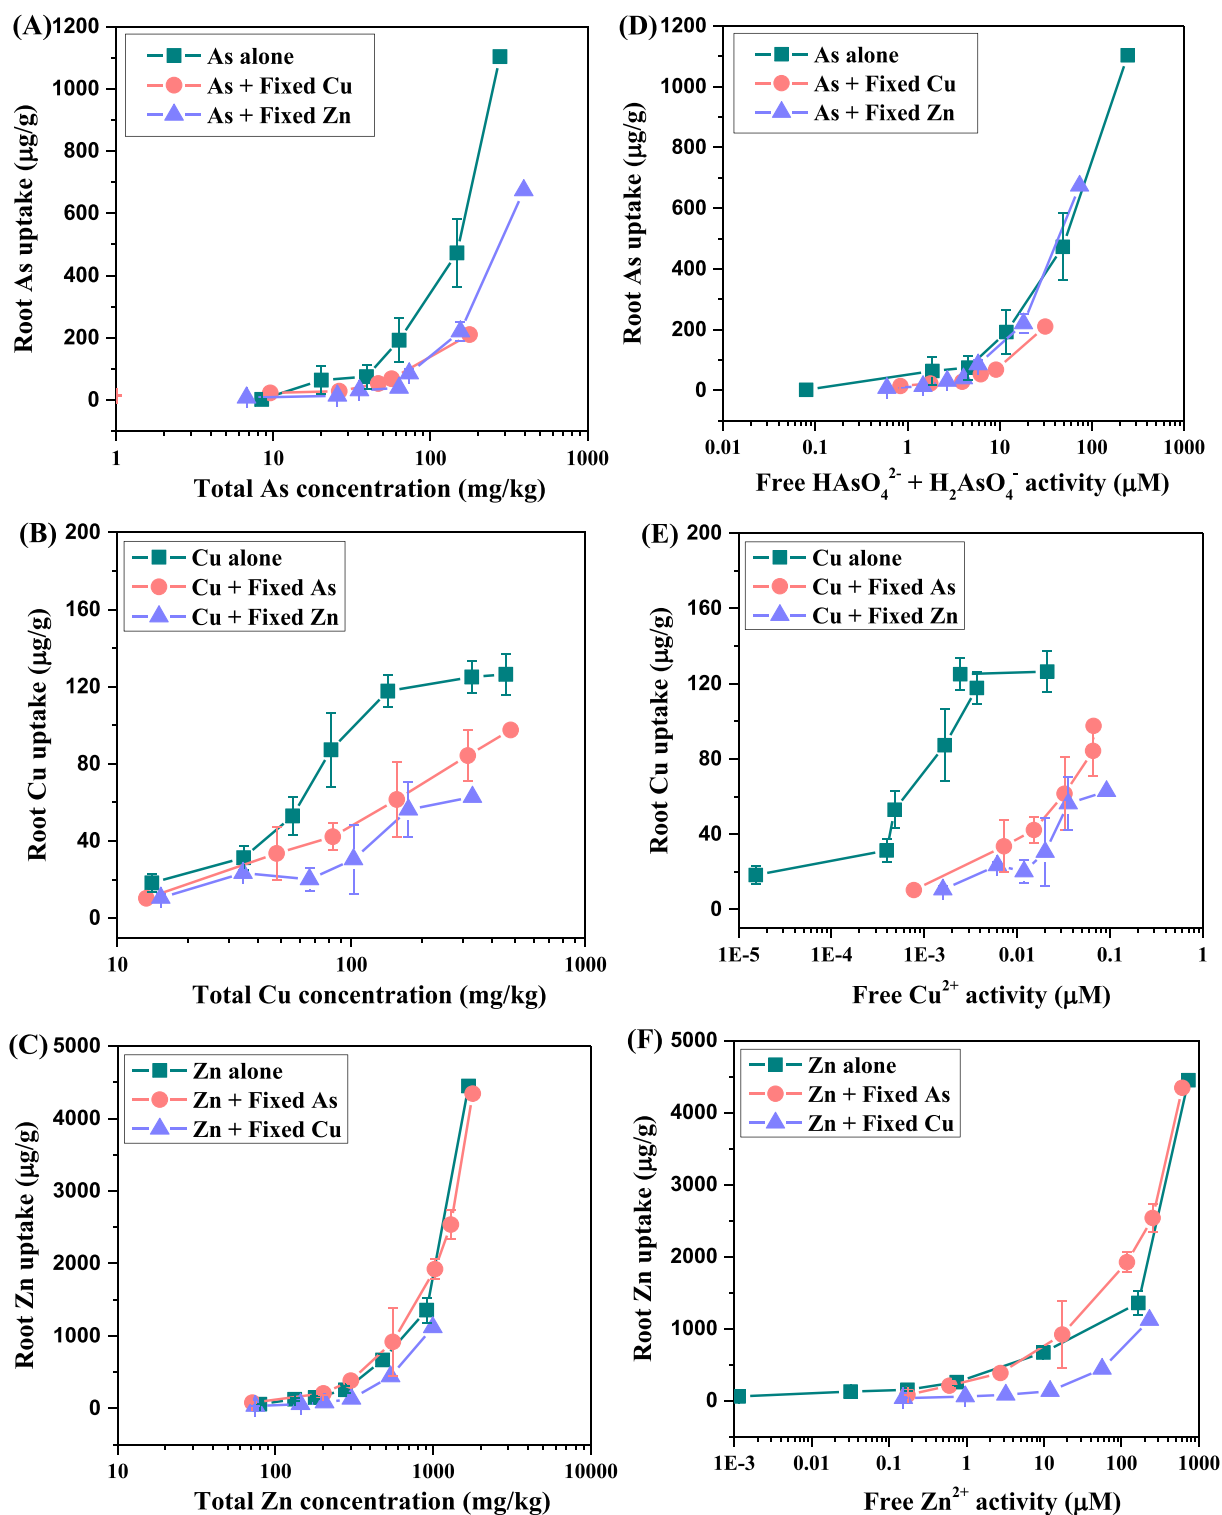 (A)
1200
1000
800
600
400
200
0
Root As uptake (μg/g)
As alone
As + Fixed Cu
As + Fixed Zn
1
10
100
1000
Total As concentration (mg/kg)
(D)
1200
1000
800
600
400
200
0
Root As uptake (μg/g)
As alone
As + Fixed Cu
As + Fixed Zn
0.01
0.1
1
10
100
1000
Free HAsO₄²⁻ + H₂AsO₄⁻ activity (μM)
(B)
200
160
120
80
40
0
Root Cu uptake (μg/g)
Cu alone
Cu + Fixed As
Cu + Fixed Zn
10
100
1000
Total Cu concentration (mg/kg)
(E)
200
160
120
80
40
0
Root Cu uptake (μg/g)
Cu alone
Cu + Fixed As
Cu + Fixed Zn
1E-5
1E-3
0.01
0.1
1
Free Cu²⁺ activity (μM)
(C)
5000
4000
3000
2000
1000
0
Root Zn uptake (μg/g)
Zn alone
Zn + Fixed As
Zn + Fixed Cu
10
100
1000
10000
Total Zn concentration (mg/kg)
(F)
5000
4000
3000
2000
1000
0
Root Zn uptake (μg/g)
Zn alone
Zn + Fixed As
Zn + Fixed Cu
1E-3
0.01
0.1
1
10
100
1000
Free Zn²⁺ activity (μM)